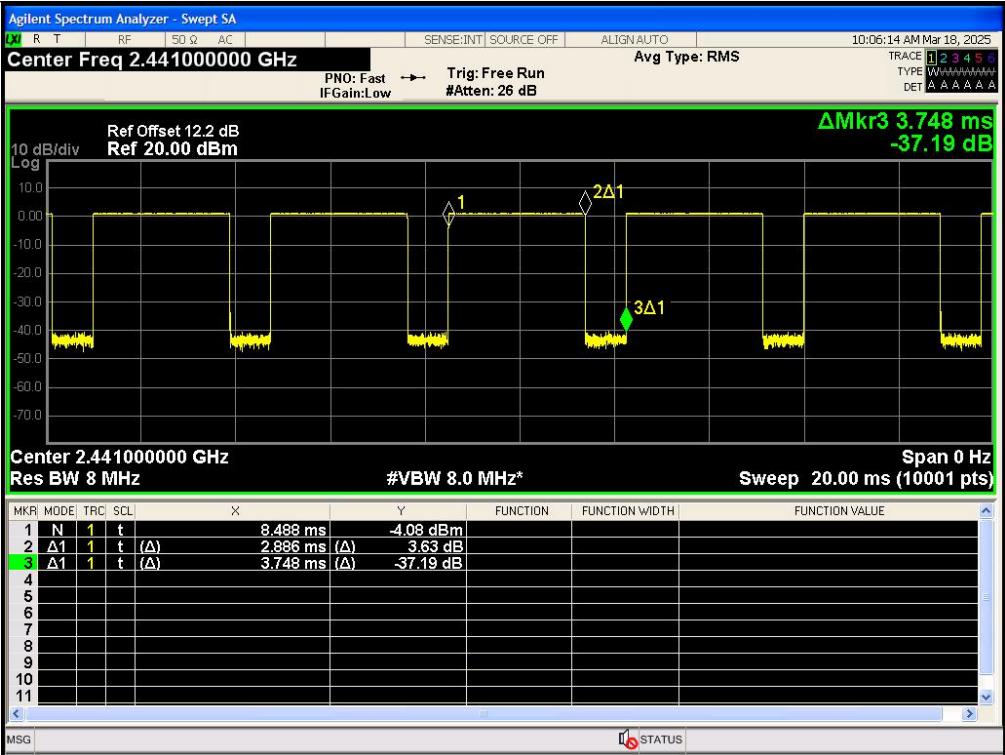 Agilent Spectrum Analyzer - Swept SA
LXI R T RF 50 Ω AC SENSE:INT SOURCE OFF ALIGN AUTO 10:06:14 AM Mar 18, 2025
Center Freq 2.441000000 GHz Avg Type: RMS TRACE 1 2 3 4 5 6
PNO: Fast Trig: Free Run TYPE W
IFGain:Low #Atten: 26 dB DET A A A A A A
ΔMkr3 3.748 ms
-37.19 dB
Ref Offset 12.2 dB
10 dB/div Ref 20.00 dBm
Log
10.0
0.00
-10.0
-20.0
-30.0
-40.0
-50.0
-60.0
-70.0
1
2Δ1
3Δ1
Center 2.441000000 GHz Span 0 Hz
Res BW 8 MHz #VBW 8.0 MHz* Sweep 20.00 ms (10001 pts)
MKR MODE TRC SCL X Y FUNCTION FUNCTION WIDTH FUNCTION VALUE
1 N 1 t 8.488 ms -4.08 dBm
2 Δ1 1 t (Δ) 2.886 ms (Δ) 3.63 dB
3 Δ1 1 t (Δ) 3.748 ms (Δ) -37.19 dB
4
5
6
7
8
9
10
11
MSG STATUS